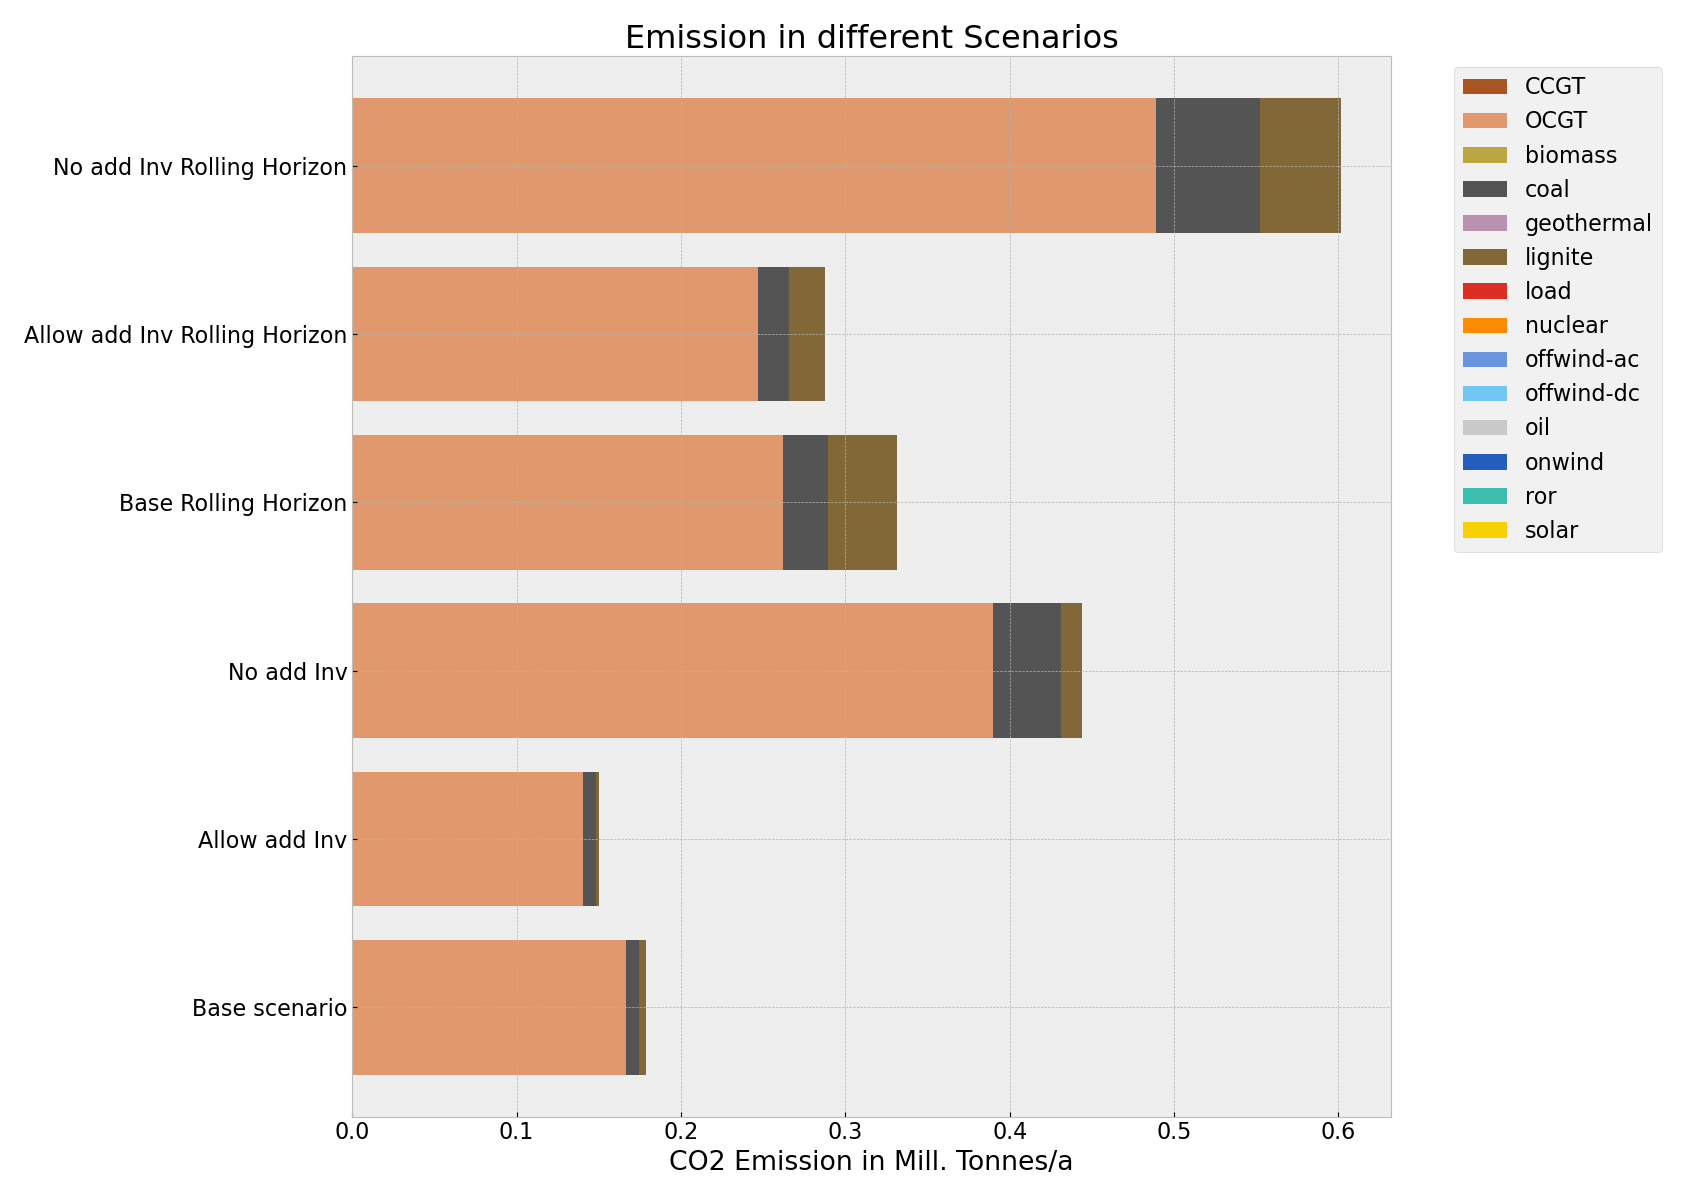 Emission in different Scenarios
No add Inv Rolling Horizon
Allow add Inv Rolling Horizon
Base Rolling Horizon
No add Inv
Allow add Inv
Base scenario
0.0 0.1 0.2 0.3 0.4 0.5 0.6
CO2 Emission in Mill. Tonnes/a
CCGT
OCGT
biomass
coal
geothermal
lignite
load
nuclear
offwind-ac
offwind-dc
oil
onwind
ror
solar